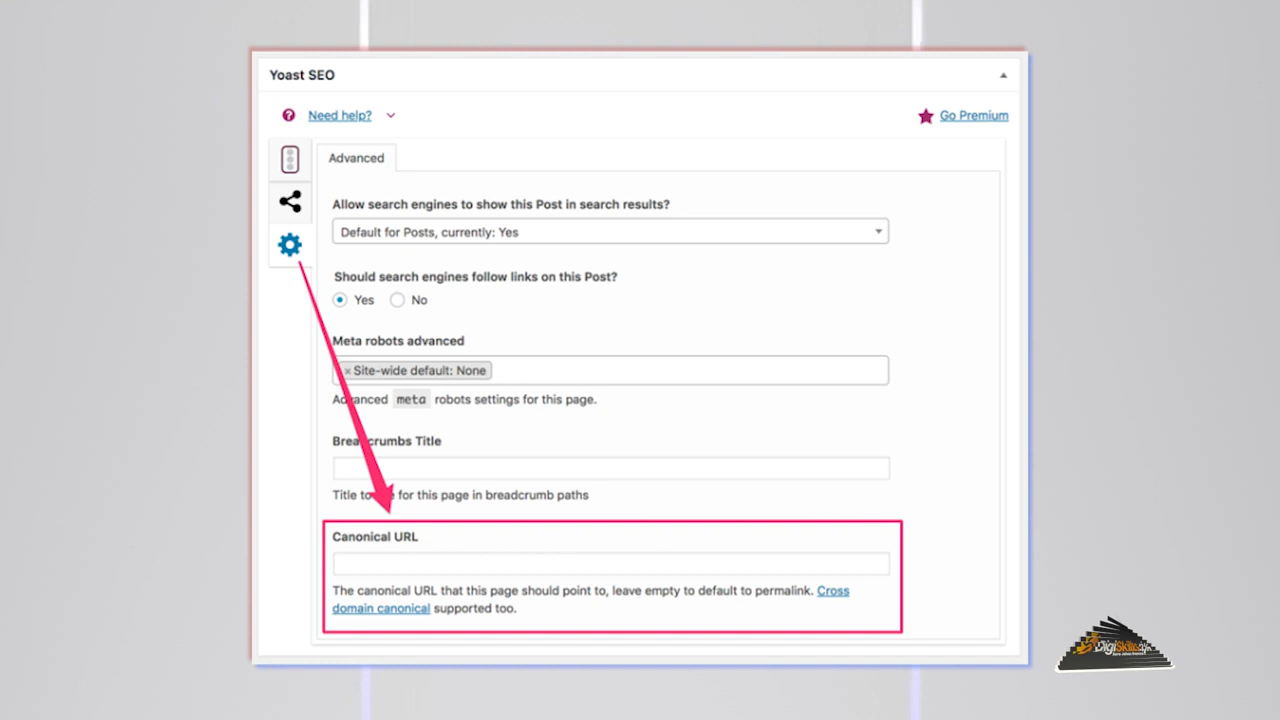 Yoast SEO
Need help?
Go Premium
Advanced
Allow search engines to show this Post in search results?
Default for Posts, currently: Yes
Should search engines follow links on this Post?
Yes No
Meta robots advanced
× Site-wide default: None
Advanced meta robots settings for this page.
Breadcrumbs Title
Title to for this page in breadcrumb paths
Canonical URL
The canonical URL that this page should point to, leave empty to default to permalink. Cross
domain canonical supported too.
DigiSkills